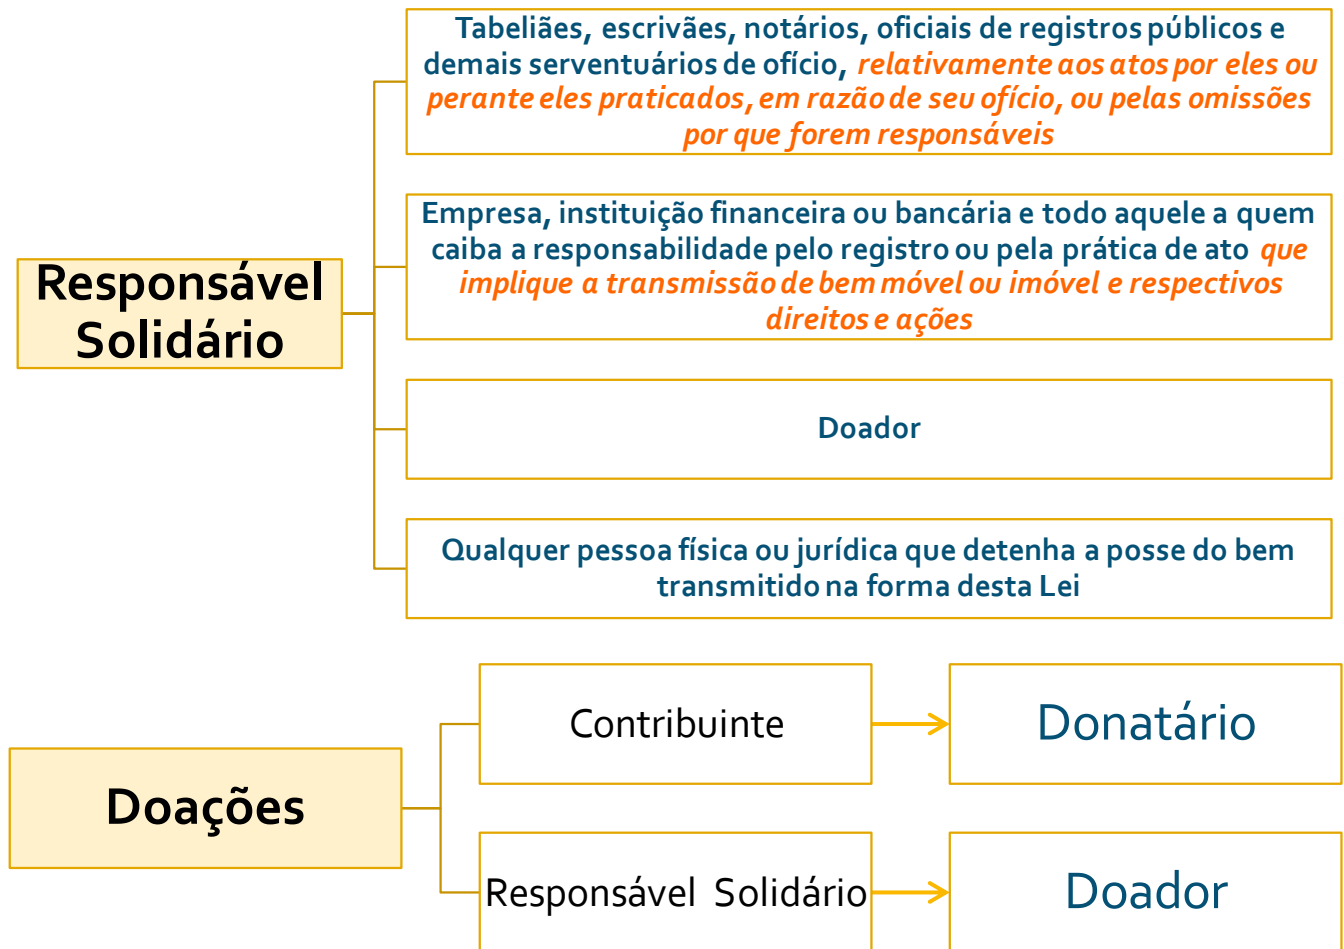 Tabeliães, escrivães, notários, oficiais de registros públicos e
demais serventuários de ofício, relativamente aos atos por eles ou
perante eles praticados, em razão de seu ofício, ou pelas omissões
por que forem responsáveis
Responsável
Solidário
Empresa, instituição financeira ou bancária e todo aquele a quem
caiba a responsabilidade pelo registro ou pela prática de ato que
implique a transmissão de bem móvel ou imóvel e respectivos
direitos e ações
Doador
Qualquer pessoa física ou jurídica que detenha a posse do bem
transmitido na forma desta Lei
Doações
Contribuinte
Donatário
Responsável Solidário
Doador